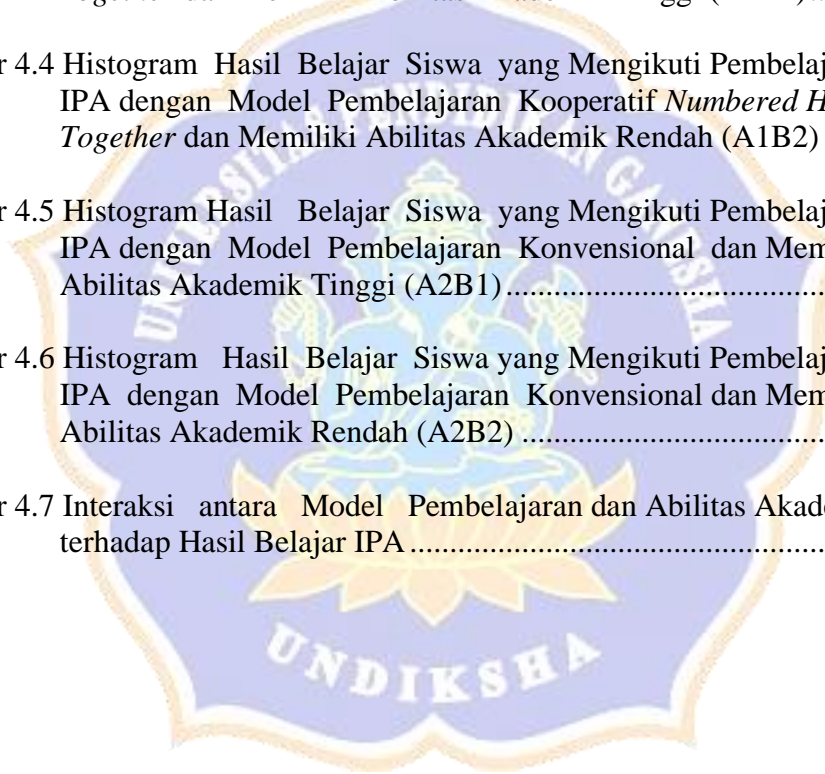 r 4.4 Histogram Hasil Belajar Siswa yang Mengikuti Pembelaj
IPA dengan Model Pembelajaran Kooperatif Numbered H
Together dan Memiliki Abilitas Akademik Rendah (A1B2)
r 4.5 Histogram Hasil Belajar Siswa yang Mengikuti Pembelaj
IPA dengan Model Pembelajaran Konvensional dan Mem
Abilitas Akademik Tinggi (A2B1)........................................
r 4.6 Histogram Hasil Belajar Siswa yang Mengikuti Pembelaj
IPA dengan Model Pembelajaran Konvensional dan Mem
Abilitas Akademik Rendah (A2B2) ......................................
r 4.7 Interaksi antara Model Pembelajaran dan Abilitas Akad
terhadap Hasil Belajar IPA ....................................................
UNIVERSITAS PENDIDIKAN GANESHA
UNDIKSHA